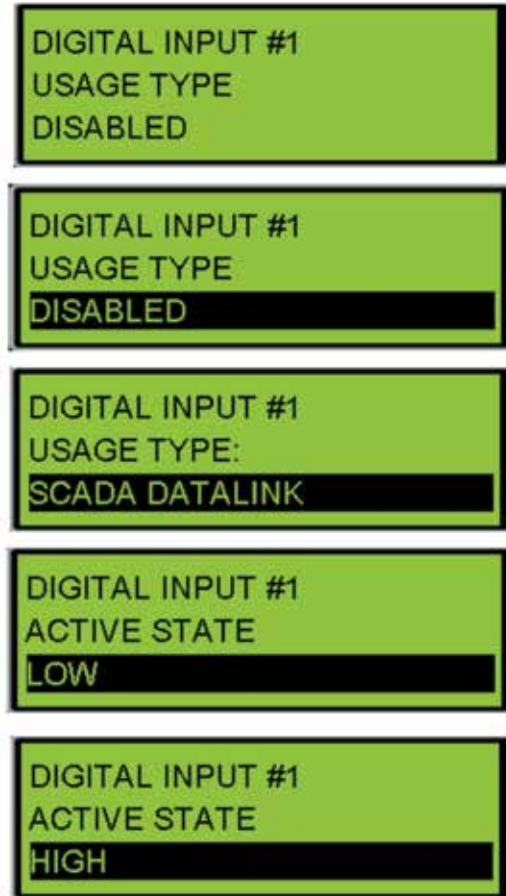 DIGITAL INPUT #1
USAGE TYPE
DISABLED
DIGITAL INPUT #1
USAGE TYPE
DISABLED
DIGITAL INPUT #1
USAGE TYPE:
SCADA DATALINK
DIGITAL INPUT #1
ACTIVE STATE
LOW
DIGITAL INPUT #1
ACTIVE STATE
HIGH